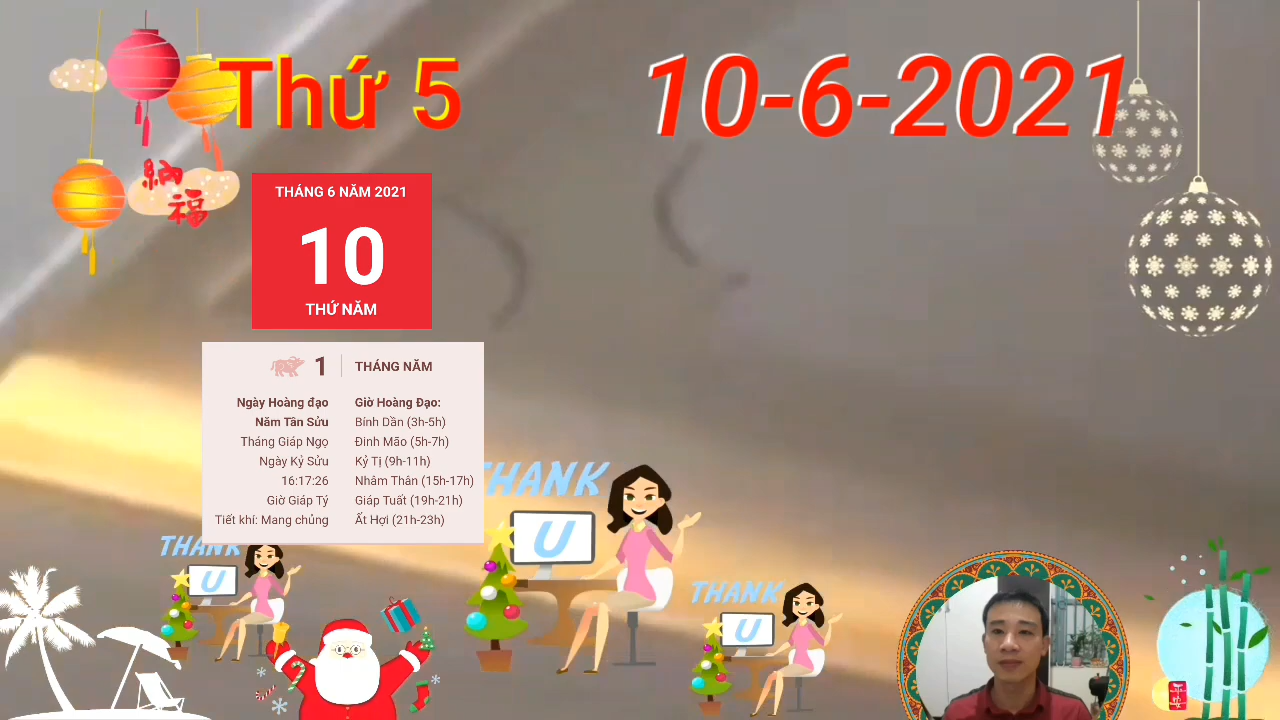 Thứ 5
10-6-2021
納
福
THÁNG 6 NĂM 2021
10
THỨ NĂM
1
THÁNG NĂM
Ngày Hoàng đạo
Năm Tân Sửu
Tháng Giáp Ngọ
Ngày Kỷ Sửu
16:17:26
Giờ Giáp Tý
Tiết khí: Mang chủng
Giờ Hoàng Đạo:
Bính Dần (3h-5h)
Đinh Mão (5h-7h)
Kỷ Tị (9h-11h)
Nhâm Thân (15h-17h)
Giáp Tuất (19h-21h)
Ất Hợi (21h-23h)
THANK
U
THANK
U
THANK
U